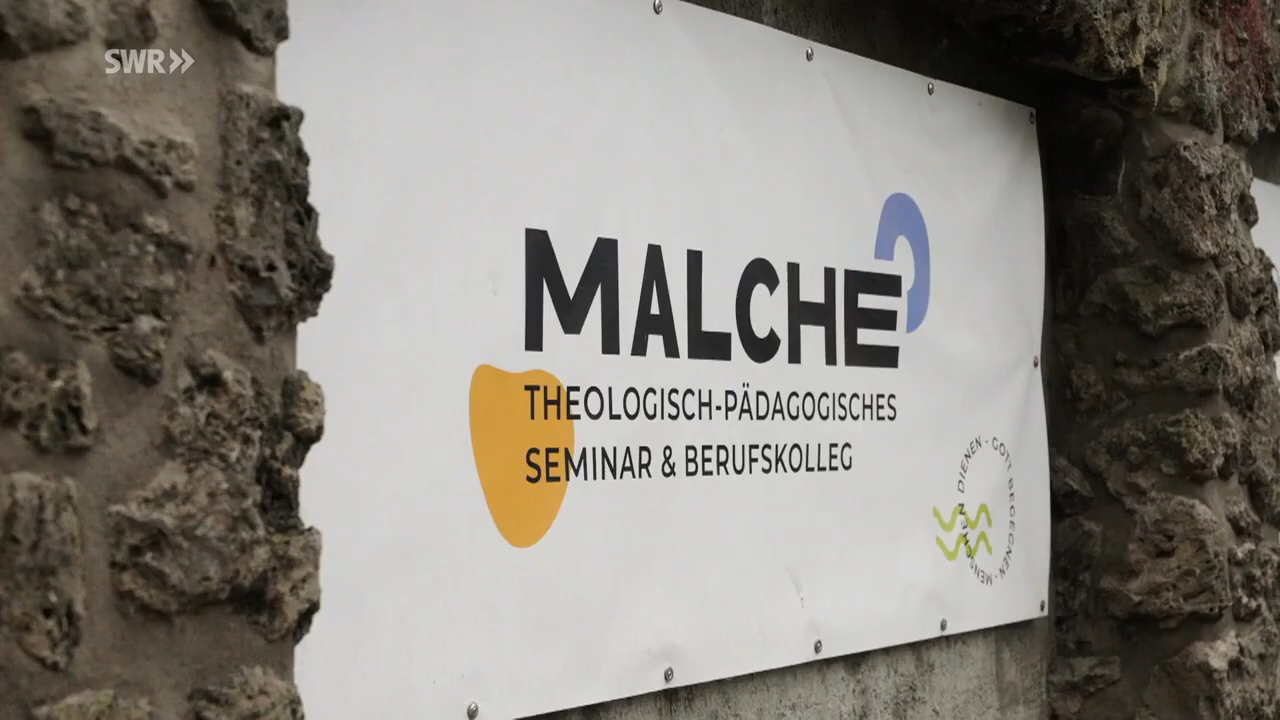 SWR
MALCHE
THEOLOGISCH-PÄDAGOGISCHES
SEMINAR & BERUFSKOLLEG
GOTT BEGEGNEN - MENSCHEN DIENEN -